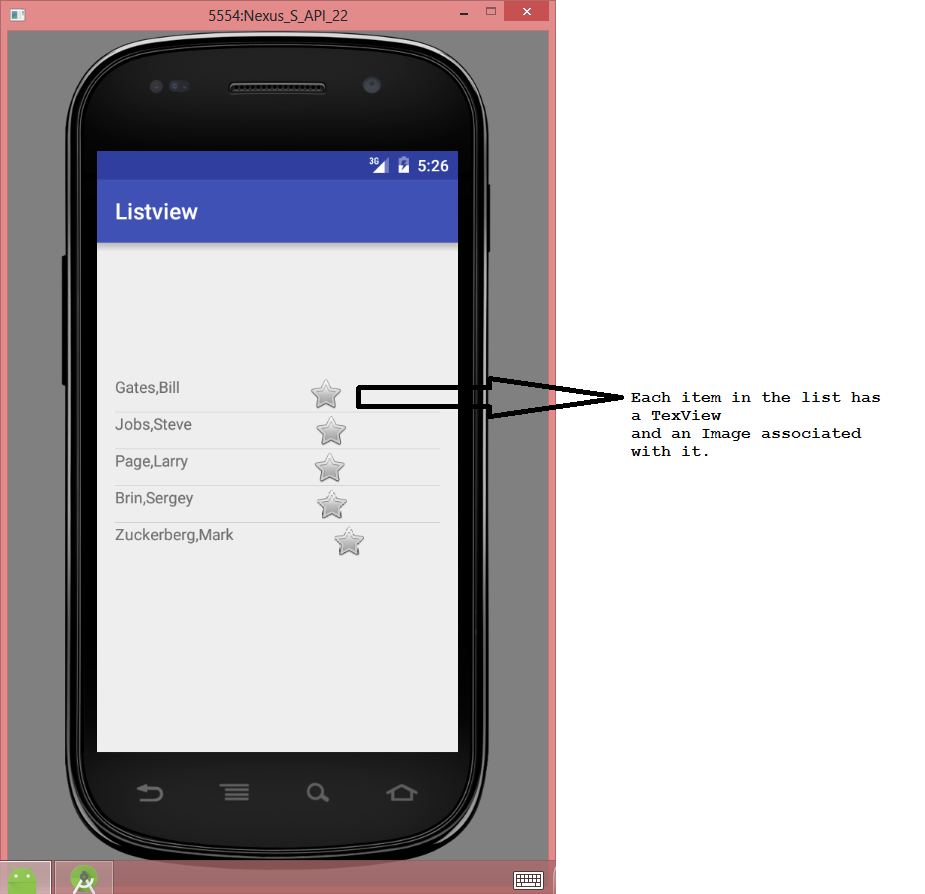 5554:Nexus_S_API_22
3G 5:26
Listview
Gates,Bill
Jobs,Steve
Page,Larry
Brin,Sergey
Zuckerberg,Mark
Each item in the list has
a TexView
and an Image associated
with it.